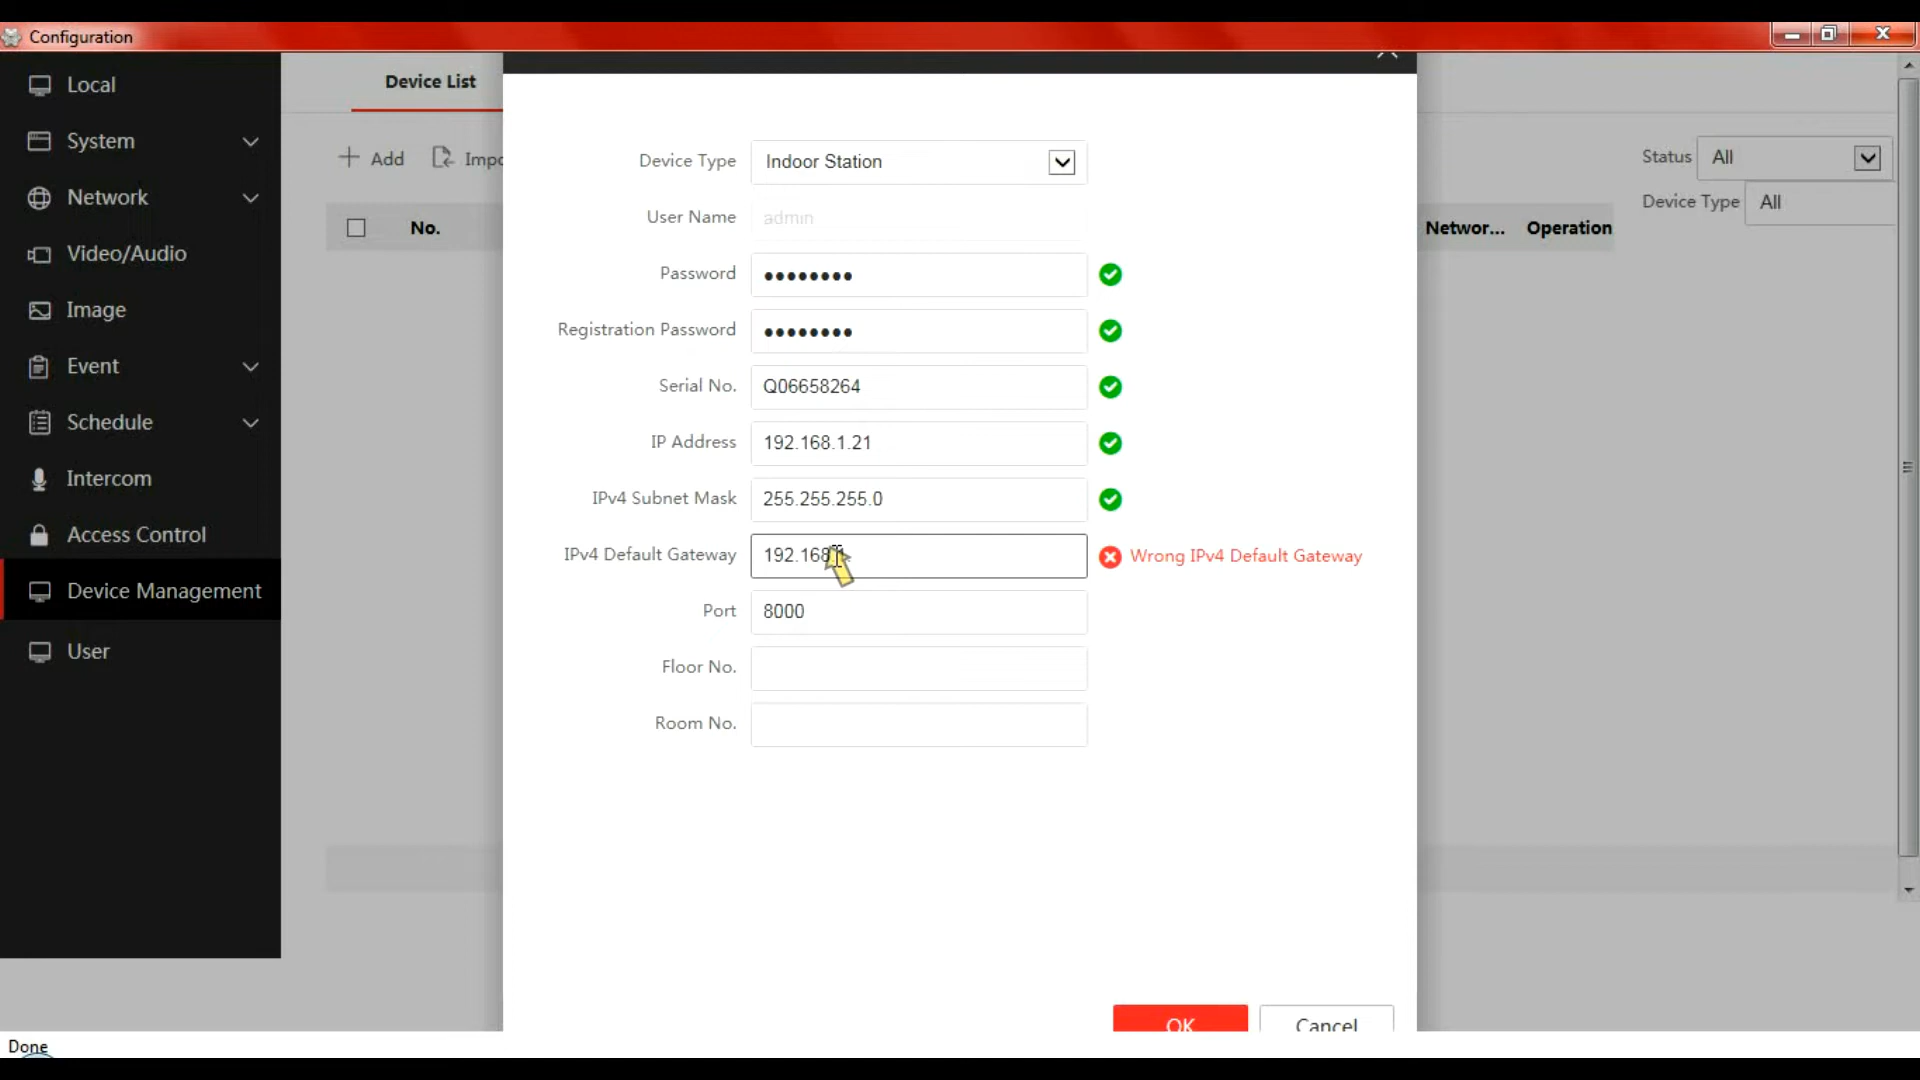 Configuration
Local
System
Network
Video/Audio
Image
Event
Schedule
Intercom
Access Control
Device Management
User
Device List
Add
No.
Device Type Indoor Station
User Name admin
Password ••••••••
Registration Password ••••••••
Serial No. Q06658264
IP Address 192.168.1.21
IPv4 Subnet Mask 255.255.255.0
IPv4 Default Gateway 192.168 Wrong IPv4 Default Gateway
Port 8000
Floor No.
Room No.
OK Cancel
Status All
Device Type All
Networ... Operation
Done